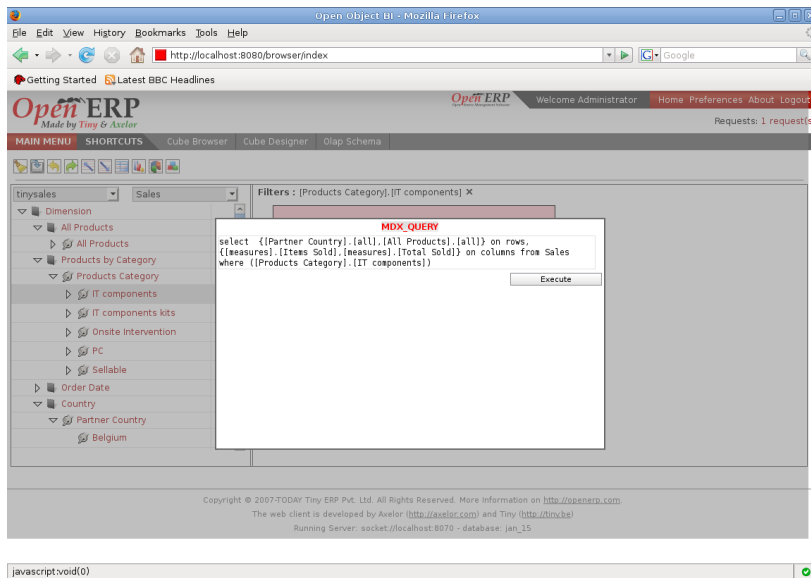 Open Object BI - Mozilla Firefox
File Edit View History Bookmarks Tools Help
http://localhost:8080/browser/index
Google
Getting Started Latest BBC Headlines
Open ERP
Made by Tiny & Axelor
Open ERP
Welcome Administrator
Home Preferences About Logout
Requests: 1 request(s
MAIN MENU SHORTCUTS Cube Browser Cube Designer Olap Schema
tinysales Sales
Filters : [Products Category].[IT components] ×
Dimension
All Products
All Products
Products by Category
Products Category
IT components
IT components kits
Onsite Intervention
PC
Sellable
Order Date
Country
Partner Country
Belgium
MDX_QUERY
select {[Partner Country].[all],[All Products].[all]} on rows,
{[measures].[Items Sold],[measures].[Total Sold]} on columns from Sales
where ([Products Category].[IT components])
Execute
Copyright © 2007-TODAY Tiny ERP Pvt. Ltd. All Rights Reserved. More Information on http://openerp.com.
The web client is developed by Axelor (http://axelor.com) and Tiny (http://tiny.be)
Running Server: socket://localhost:8070 - database: jan_15
javascript:void(0)